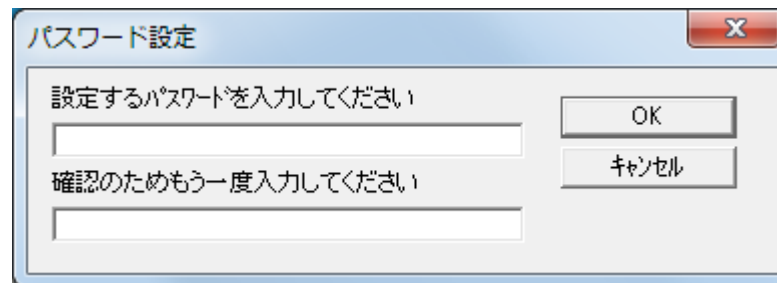 パスワード設定
設定するパスワードを入力してください
OK
キャンセル
確認のためもう一度入力してください